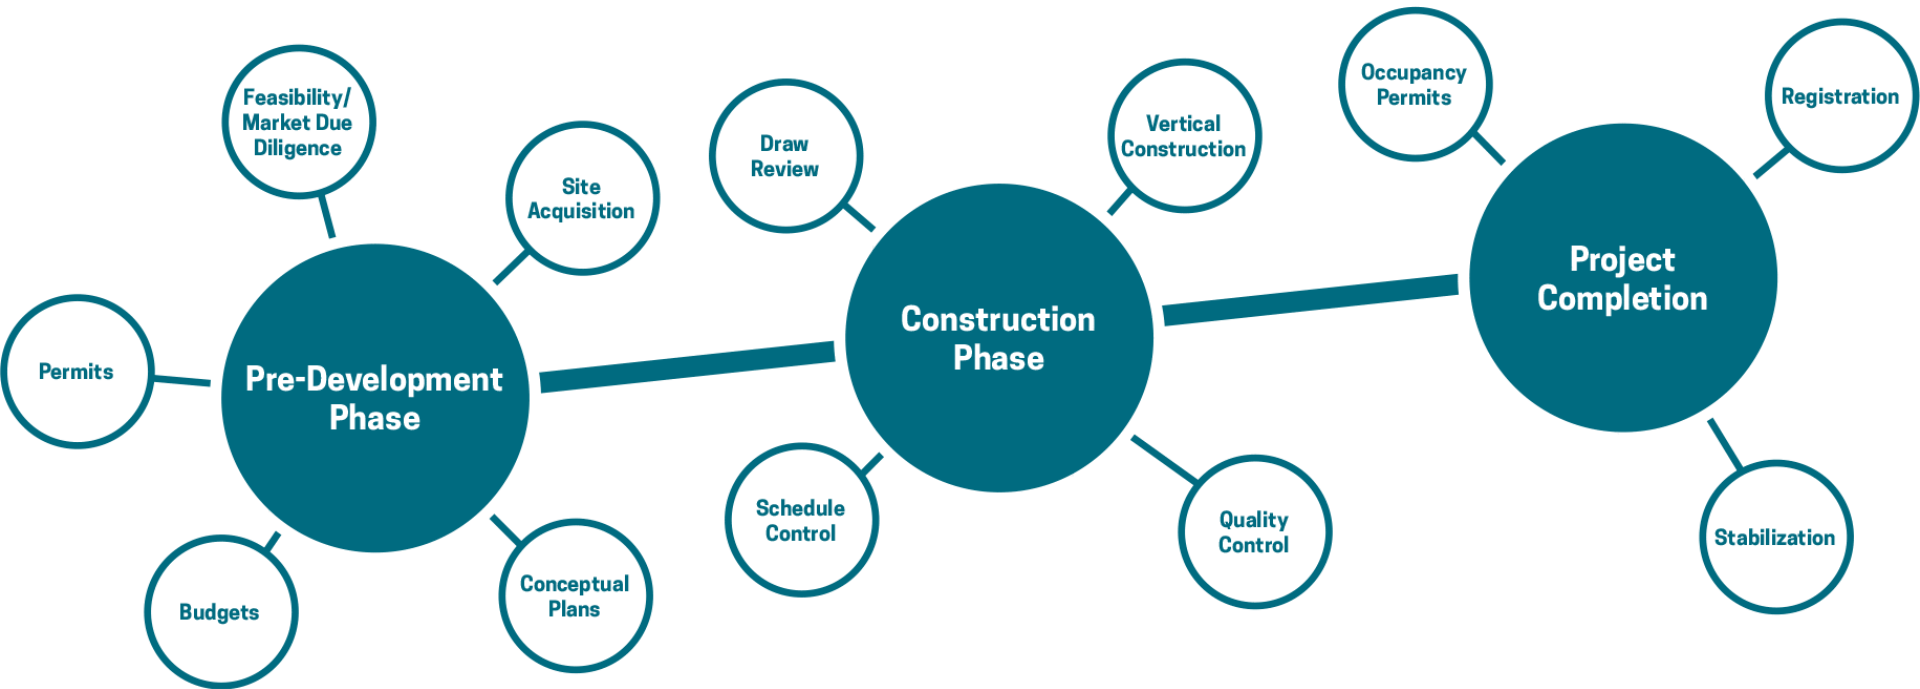 Feasibility/
Market Due
Diligence
Site
Acquisition
Permits
Pre-Development
Phase
Budgets
Conceptual
Plans
Draw
Review
Vertical
Construction
Construction
Phase
Schedule
Control
Quality
Control
Occupancy
Permits
Registration
Project
Completion
Stabilization